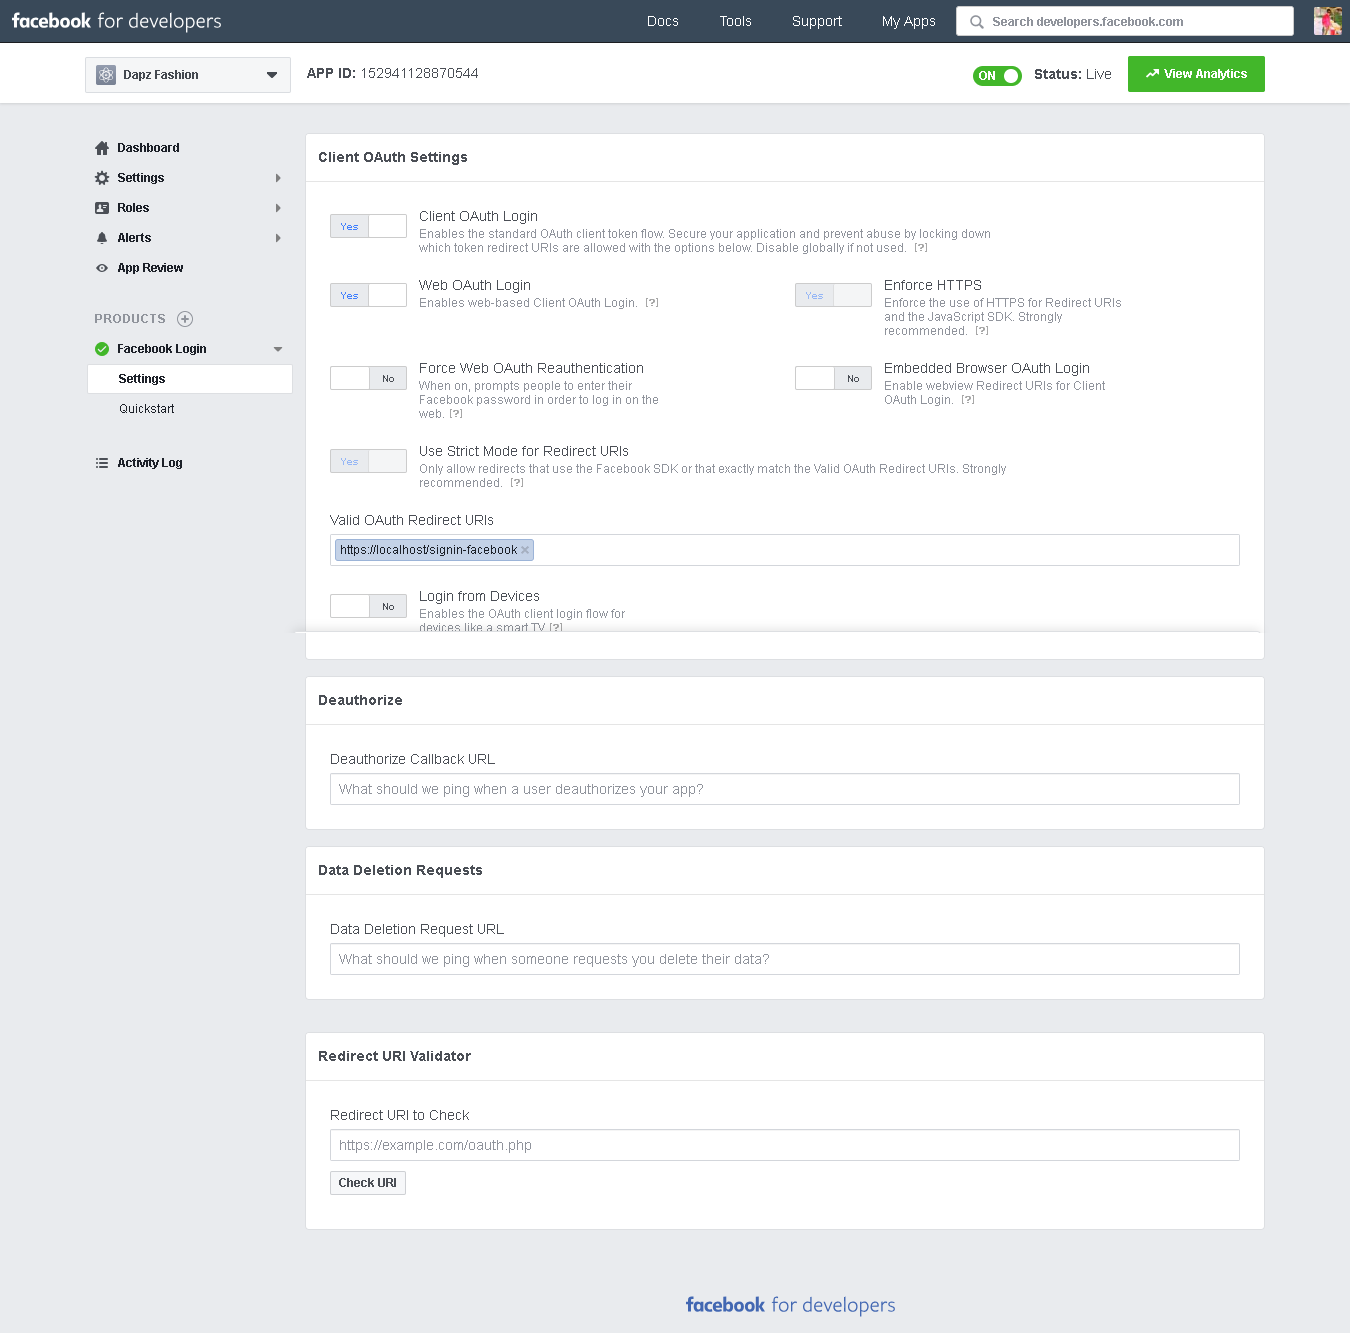 facebook for developers
Docs
Tools
Support
My Apps
Search developers.facebook.com
Dapz Fashion
APP ID: 152941128870544
ON
Status: Live
View Analytics
Dashboard
Settings
Roles
Alerts
App Review
PRODUCTS
Facebook Login
Settings
Quickstart
Activity Log
Client OAuth Settings
Yes
Client OAuth Login
Enables the standard OAuth client token flow. Secure your application and prevent abuse by locking down
which token redirect URIs are allowed with the options below. Disable globally if not used. [?]
Yes
Web OAuth Login
Enables web-based Client OAuth Login. [?]
Yes
Enforce HTTPS
Enforce the use of HTTPS for Redirect URIs
and the JavaScript SDK. Strongly
recommended. [?]
No
Force Web OAuth Reauthentication
When on, prompts people to enter their
Facebook password in order to log in on the
web. [?]
No
Embedded Browser OAuth Login
Enable webview Redirect URIs for Client
OAuth Login. [?]
Yes
Use Strict Mode for Redirect URIs
Only allow redirects that use the Facebook SDK or that exactly match the Valid OAuth Redirect URIs. Strongly
recommended. [?]
Valid OAuth Redirect URIs
https://localhost/signin-facebook
No
Login from Devices
Enables the OAuth client login flow for
devices like a smart TV [?]
Deauthorize
Deauthorize Callback URL
What should we ping when a user deauthorizes your app?
Data Deletion Requests
Data Deletion Request URL
What should we ping when someone requests you delete their data?
Redirect URI Validator
Redirect URI to Check
https://example.com/oauth.php
Check URI
facebook for developers